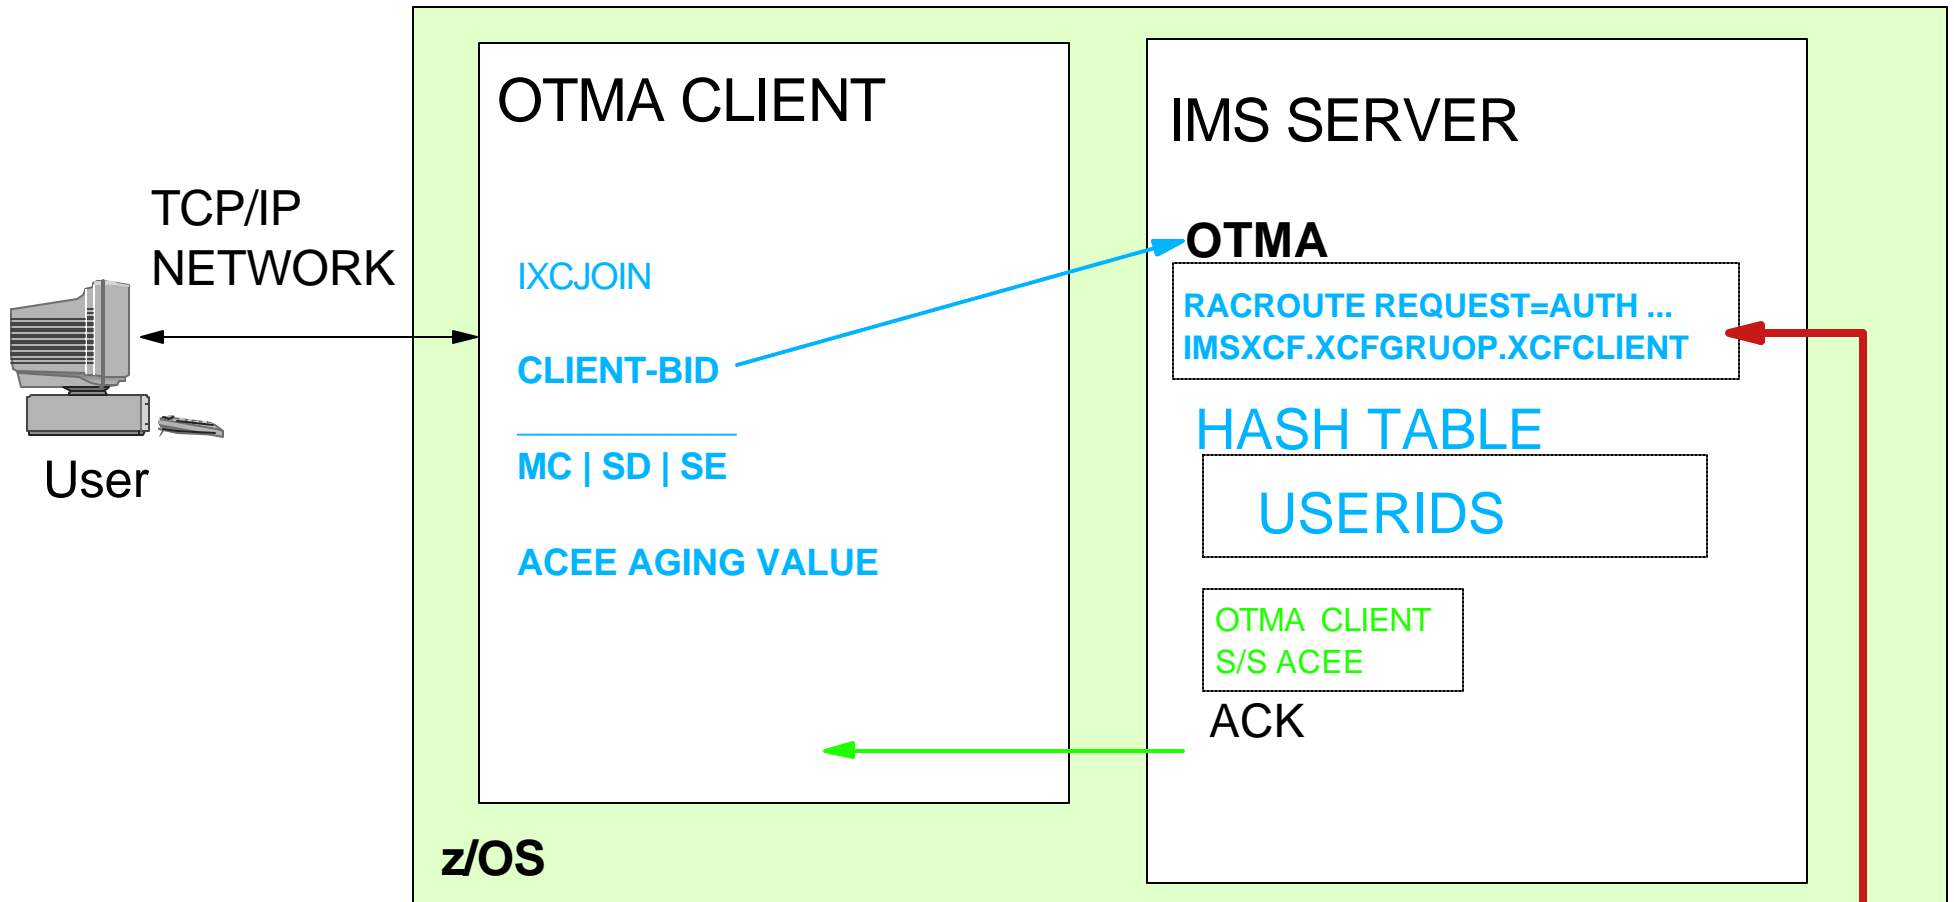 TCP/IP
NETWORK
User
OTMA CLIENT
IXCJOIN
CLIENT-BID
MC | SD | SE
ACEE AGING VALUE
IMS SERVER
OTMA
RACROUTE REQUEST=AUTH ...
IMSXCF.XCFGRUOP.XCFCLIENT
HASH TABLE
USERIDS
OTMA CLIENT
S/S ACEE
ACK
z/OS